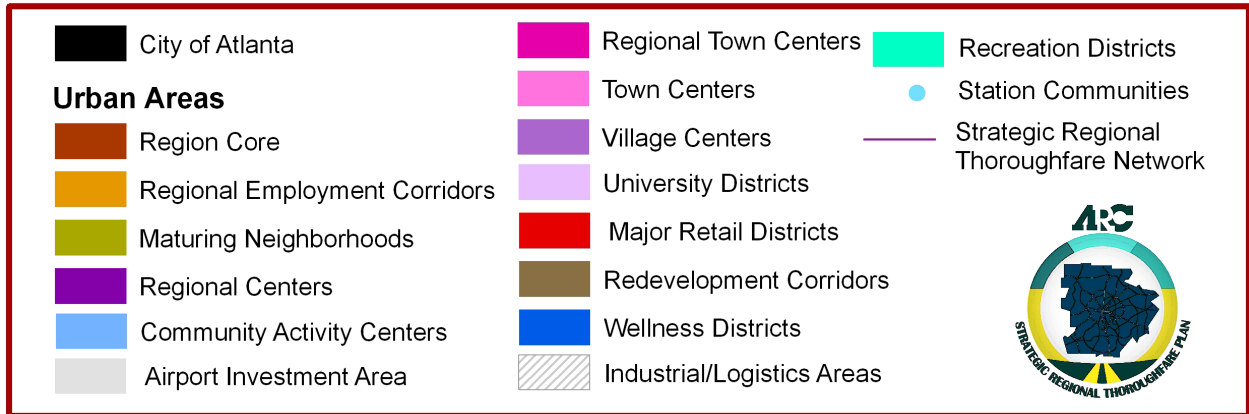 City of Atlanta
Urban Areas
Region Core
Regional Employment Corridors
Maturing Neighborhoods
Regional Centers
Community Activity Centers
Airport Investment Area
Regional Town Centers
Town Centers
Village Centers
University Districts
Major Retail Districts
Redevelopment Corridors
Wellness Districts
Industrial/Logistics Areas
Recreation Districts
Station Communities
Strategic Regional
Thoroughfare Network
ARC
STRATEGIC REGIONAL THOROUGHFARE PLAN